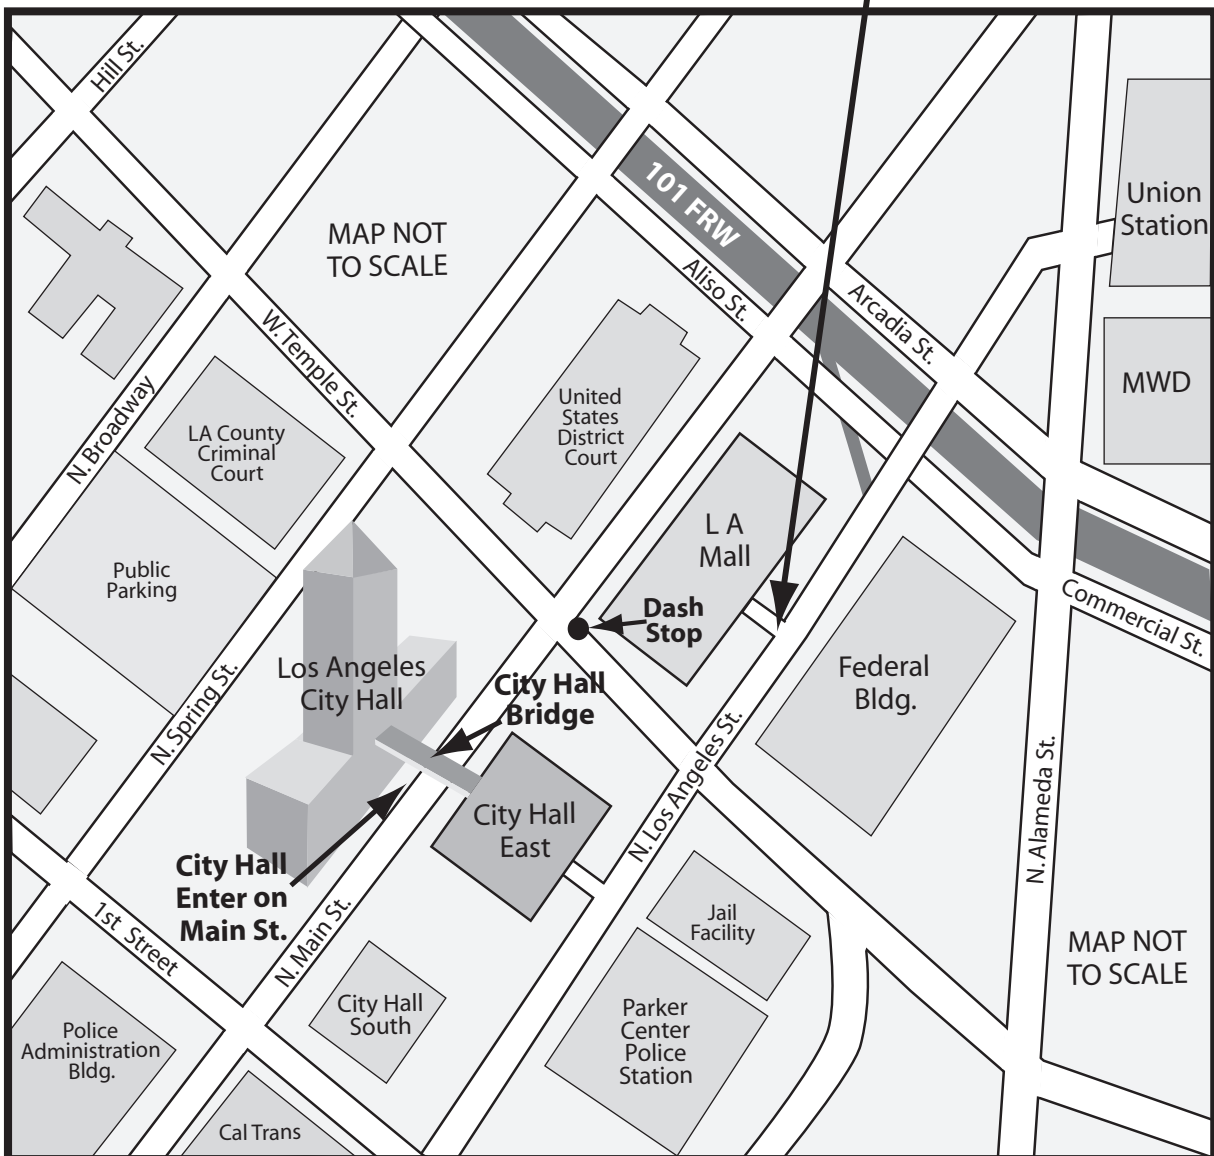 Hill St.
101 FRW
Union
Station
MAP NOT
TO SCALE
Aliso St.
Arcadia St.
W. Temple St.
MWD
N. Broadway
LA County
Criminal
Court
United
States
District
Court
L A
Mall
Public
Parking
Dash
Stop
Commercial St.
Los Angeles
City Hall
City Hall
Bridge
Federal
Bldg.
N. Spring St.
N. Los Angeles St.
N. Alameda St.
City Hall
East
City Hall
Enter on
Main St.
1st Street
N. Main St.
Jail
Facility
MAP NOT
TO SCALE
City Hall
South
Parker
Center
Police
Station
Police
Administration
Bldg.
Cal Trans